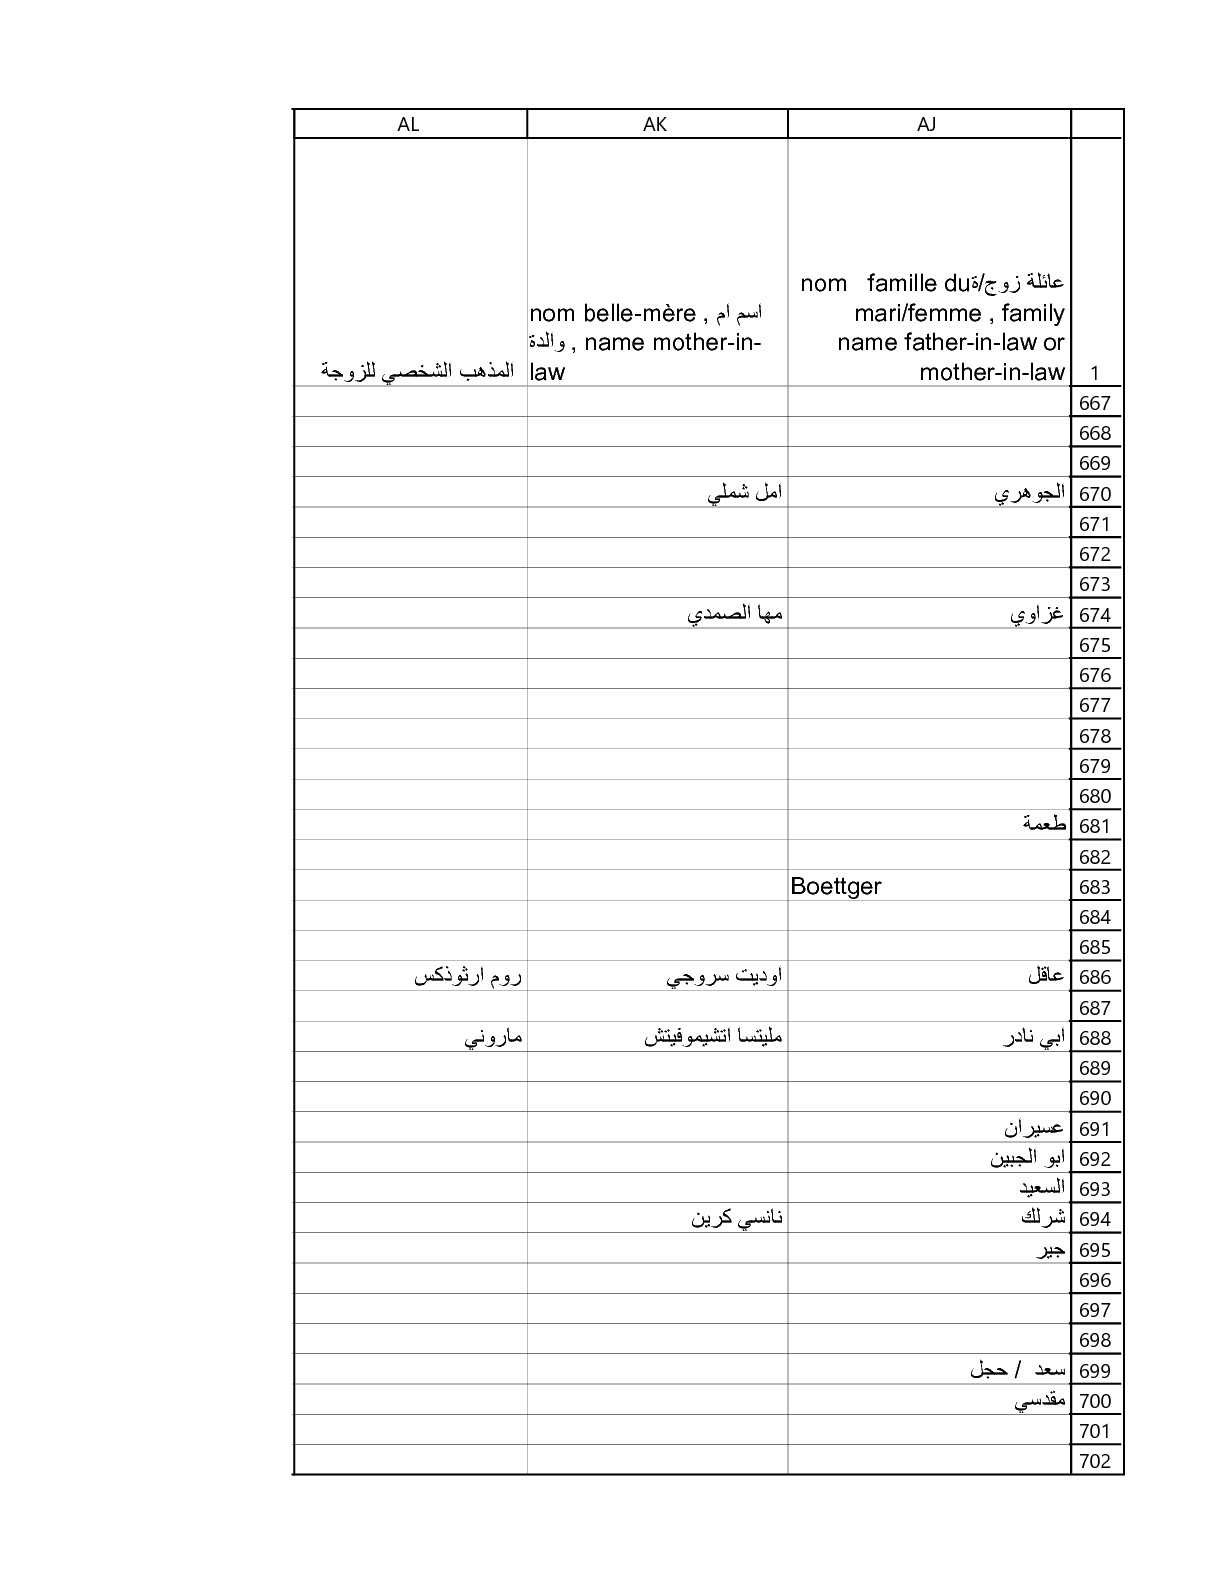 AJ AK AL
عائلة زوج/ة nom famille du
mari/femme , family
name father-in-law or
mother-in-law
nom belle-mère , اسم ام
والدة , name mother-in-
law
المذهب الشخصي للزوجة
1
667
668
669
670 الجوهري امل شملي
671
672
673
674 غزاوي مها الصمدي
675
676
677
678
679
680
681 طعمة
682
683 Boettger
684
685
686 عاقل اوديت سروجي روم ارثوذكس
687
688 ابي نادر مليتسا اتشيموفيتش ماروني
689
690
691 عسيران
692 ابو الجبين
693 السعيد
694 شرلك نانسي كرين
695 جير
696
697
698
699 سعد / حجل
700 مقدسي
701
702